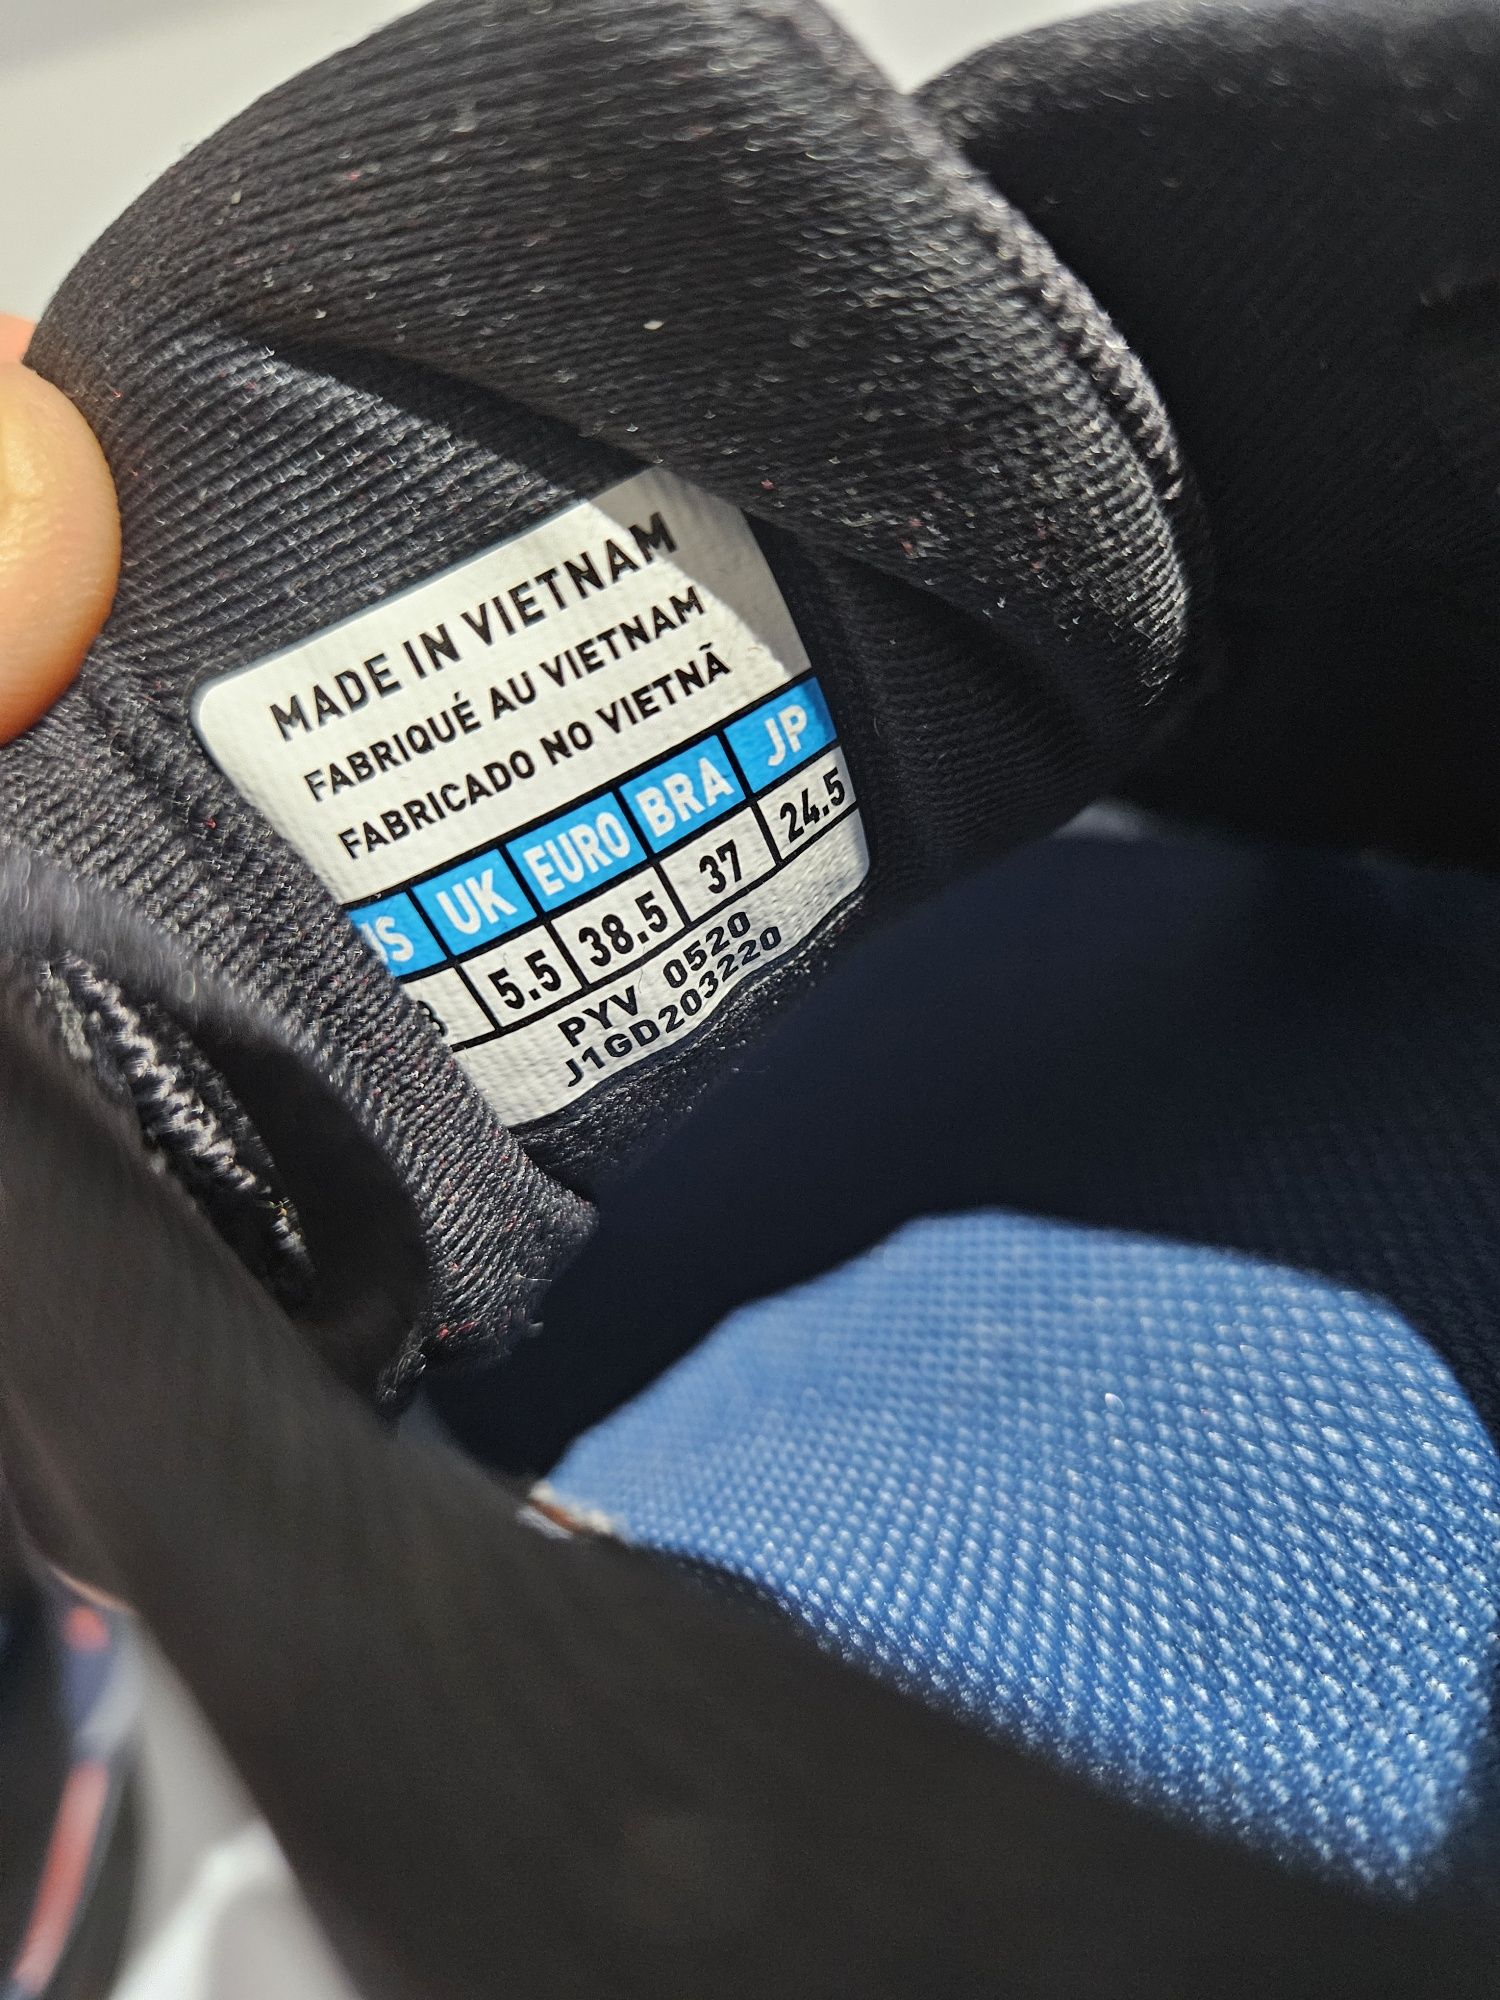 MADE IN VIETNAM
FABRIQUÉ AU VIETNAM
FABRICADO NO VIETNÃ
UK EURO BRA JP
5.5 38.5 37 24.5
PYV 0520
J1GD203220